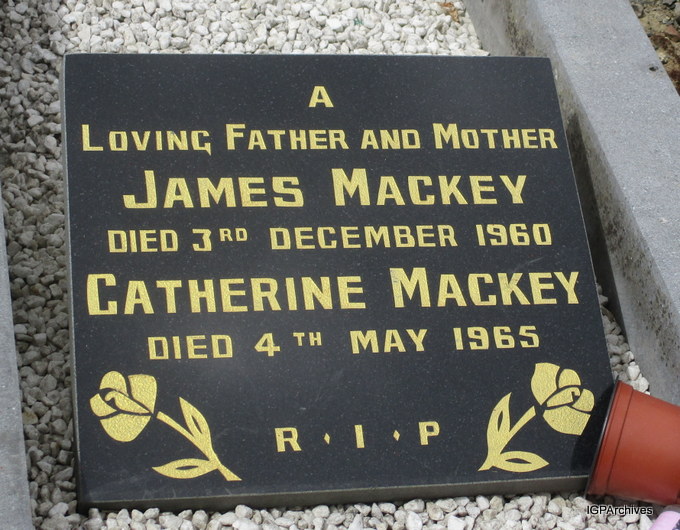 A
LOVING FATHER AND MOTHER
JAMES MACKEY
DIED 3RD DECEMBER 1960
CATHERINE MACKEY
DIED 4TH MAY 1965
R · I · P
IGPArchives